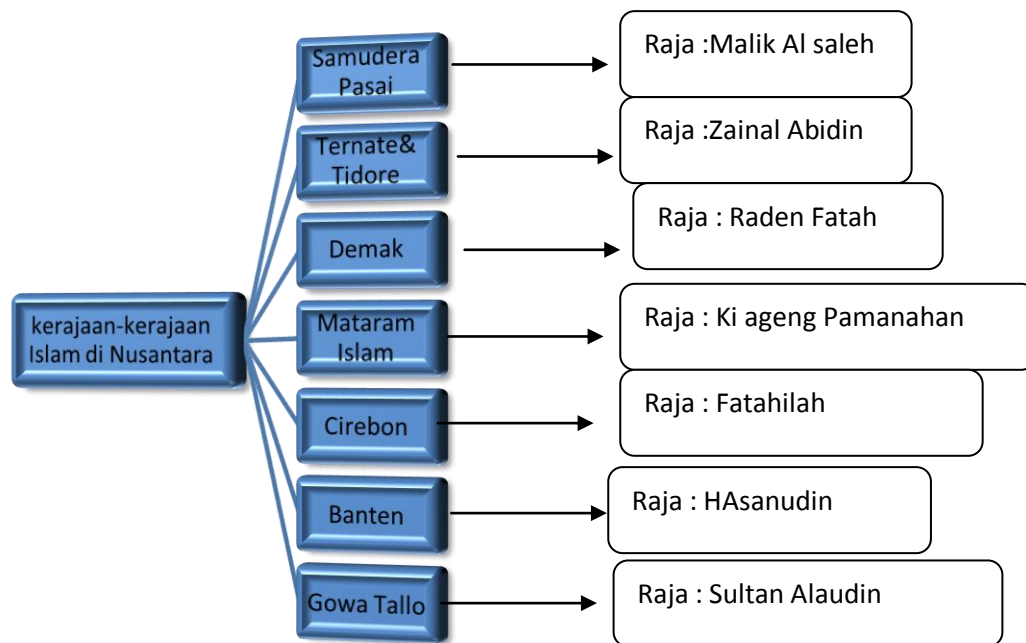 kerajaan-kerajaan
Islam di Nusantara
Samudera
Pasai
Raja :Malik Al saleh
Ternate&
Tidore
Raja :Zainal Abidin
Demak
Raja : Raden Fatah
Mataram
Islam
Raja : Ki ageng Pamanahan
Cirebon
Raja : Fatahilah
Banten
Raja : HAsanudin
Gowa Tallo
Raja : Sultan Alaudin